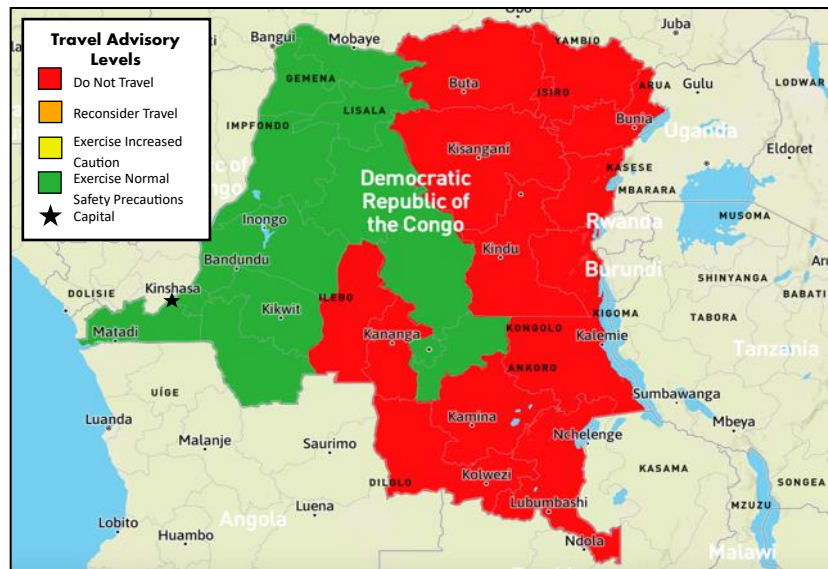 Travel Advisory
Levels
Do Not Travel
Reconsider Travel
Exercise Increased
Caution
Exercise Normal
Safety Precautions
Capital
Bangui
Mobaye
YAMBIO
Juba
GEMENA
Buta
ISIRO
ARUA
Gulu
LODWAR
LISALA
IMPFONDO
Bunia
Uganda
Kisangani
Eldoret
KASESE
MBARARA
Democratic
Republic of
the Congo
Inongo
Rwanda
MUSOMA
Bandundu
Kindu
Burundi
Kinshasa
SHINYANGA
DOLISIE
ILEBO
BABATI
Kikwit
KIGOMA
TABORA
Matadi
Kananga
KONGOLO
Kalemie
Tanzania
ANKORO
UÍGE
Sumbawanga
Luanda
Kamina
Mbeya
Malanje
Saurimo
Nchelenge
KASAMA
Kolwezi
DILOLO
SONGEA
Lubumbashi
Luena
MZUZU
Lobito
Angola
Huambo
Ndola
Malawi